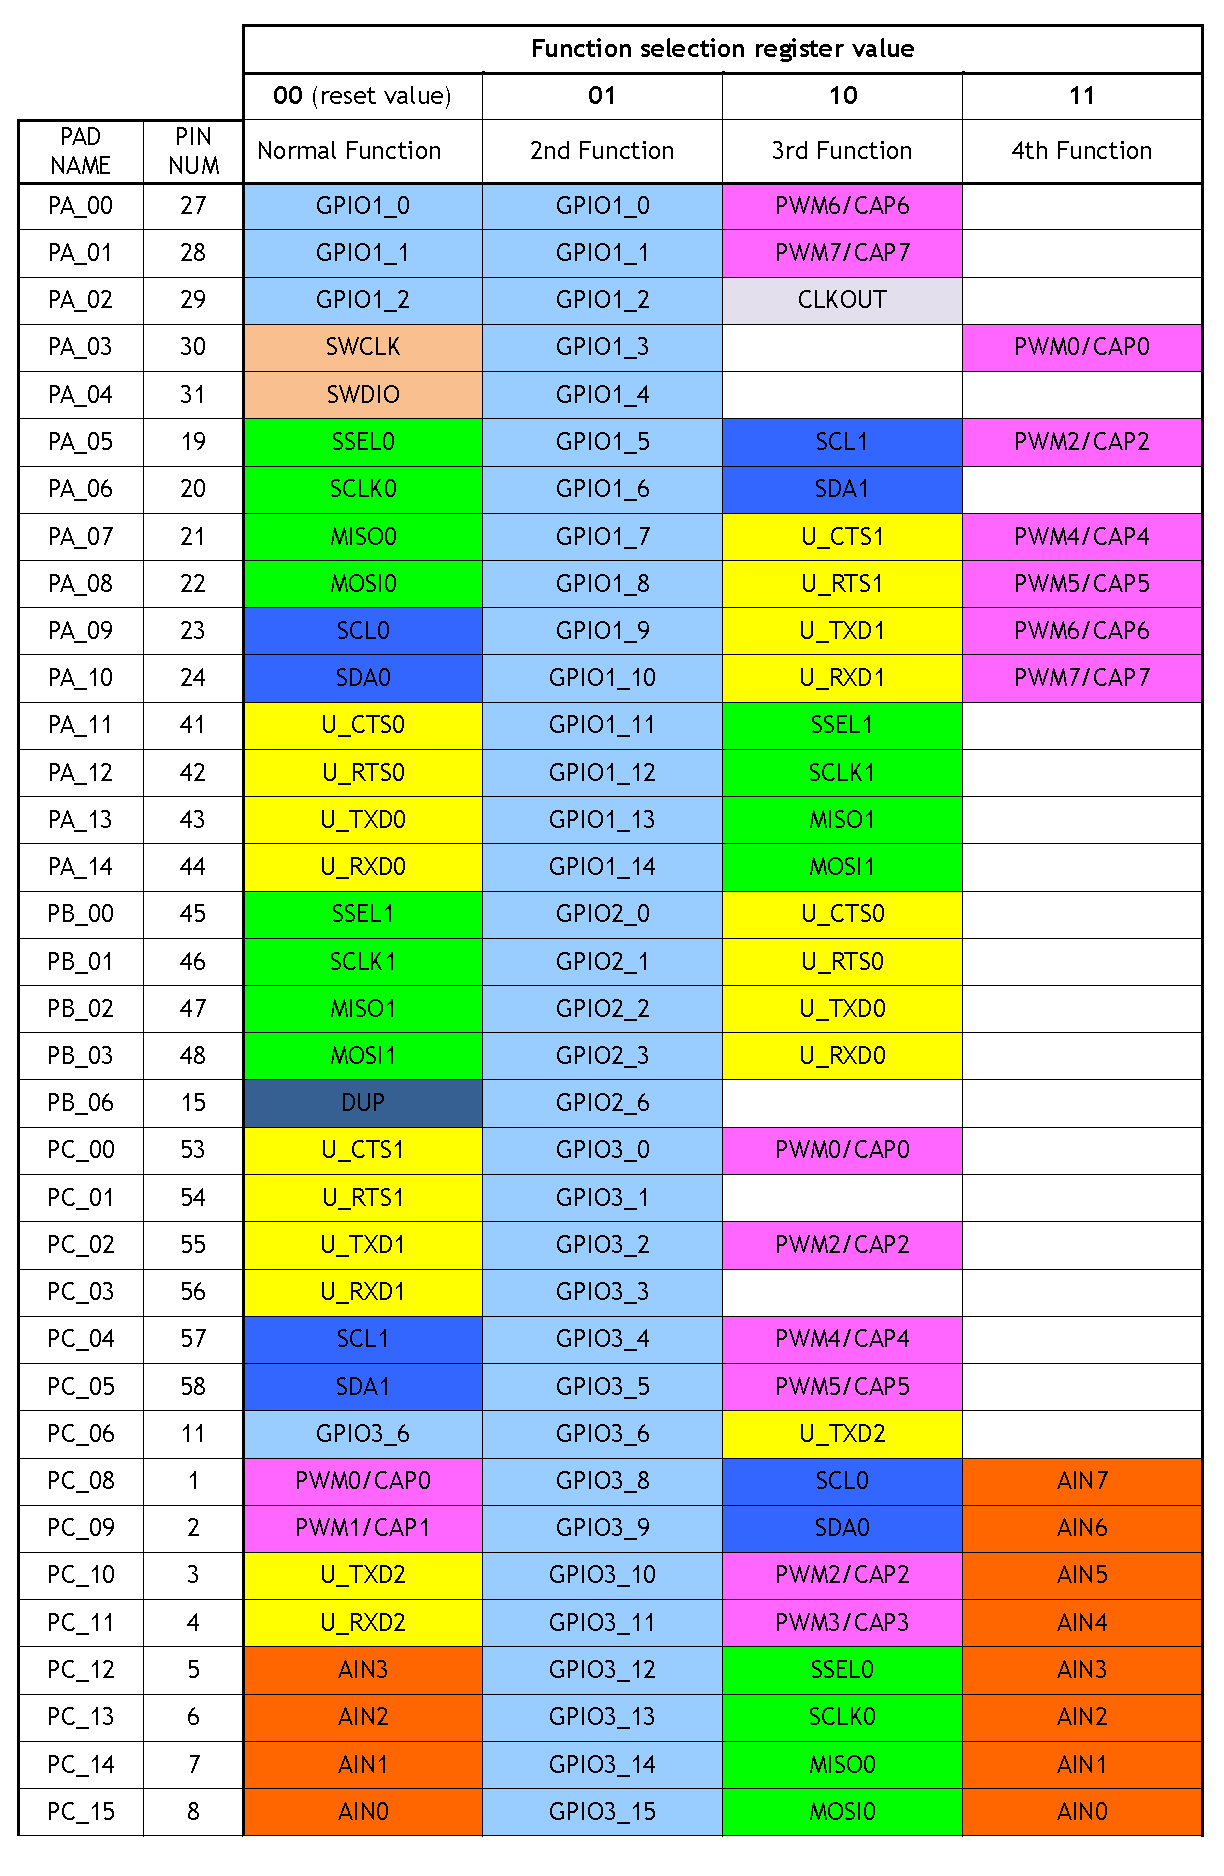 Function selection register value
00 (reset value) 01 10 11
PAD NAME PIN NUM Normal Function 2nd Function 3rd Function 4th Function
PA_00 27 GPIO1_0 GPIO1_0 PWM6/CAP6
PA_01 28 GPIO1_1 GPIO1_1 PWM7/CAP7
PA_02 29 GPIO1_2 GPIO1_2 CLKOUT
PA_03 30 SWCLK GPIO1_3 PWM0/CAP0
PA_04 31 SWDIO GPIO1_4
PA_05 19 SSEL0 GPIO1_5 SCL1 PWM2/CAP2
PA_06 20 SCLK0 GPIO1_6 SDA1
PA_07 21 MISO0 GPIO1_7 U_CTS1 PWM4/CAP4
PA_08 22 MOSI0 GPIO1_8 U_RTS1 PWM5/CAP5
PA_09 23 SCL0 GPIO1_9 U_TXD1 PWM6/CAP6
PA_10 24 SDA0 GPIO1_10 U_RXD1 PWM7/CAP7
PA_11 41 U_CTS0 GPIO1_11 SSEL1
PA_12 42 U_RTS0 GPIO1_12 SCLK1
PA_13 43 U_TXD0 GPIO1_13 MISO1
PA_14 44 U_RXD0 GPIO1_14 MOSI1
PB_00 45 SSEL1 GPIO2_0 U_CTS0
PB_01 46 SCLK1 GPIO2_1 U_RTS0
PB_02 47 MISO1 GPIO2_2 U_TXD0
PB_03 48 MOSI1 GPIO2_3 U_RXD0
PB_06 15 DUP GPIO2_6
PC_00 53 U_CTS1 GPIO3_0 PWM0/CAP0
PC_01 54 U_RTS1 GPIO3_1
PC_02 55 U_TXD1 GPIO3_2 PWM2/CAP2
PC_03 56 U_RXD1 GPIO3_3
PC_04 57 SCL1 GPIO3_4 PWM4/CAP4
PC_05 58 SDA1 GPIO3_5 PWM5/CAP5
PC_06 11 GPIO3_6 GPIO3_6 U_TXD2
PC_08 1 PWM0/CAP0 GPIO3_8 SCL0 AIN7
PC_09 2 PWM1/CAP1 GPIO3_9 SDA0 AIN6
PC_10 3 U_TXD2 GPIO3_10 PWM2/CAP2 AIN5
PC_11 4 U_RXD2 GPIO3_11 PWM3/CAP3 AIN4
PC_12 5 AIN3 GPIO3_12 SSEL0 AIN3
PC_13 6 AIN2 GPIO3_13 SCLK0 AIN2
PC_14 7 AIN1 GPIO3_14 MISO0 AIN1
PC_15 8 AIN0 GPIO3_15 MOSI0 AIN0